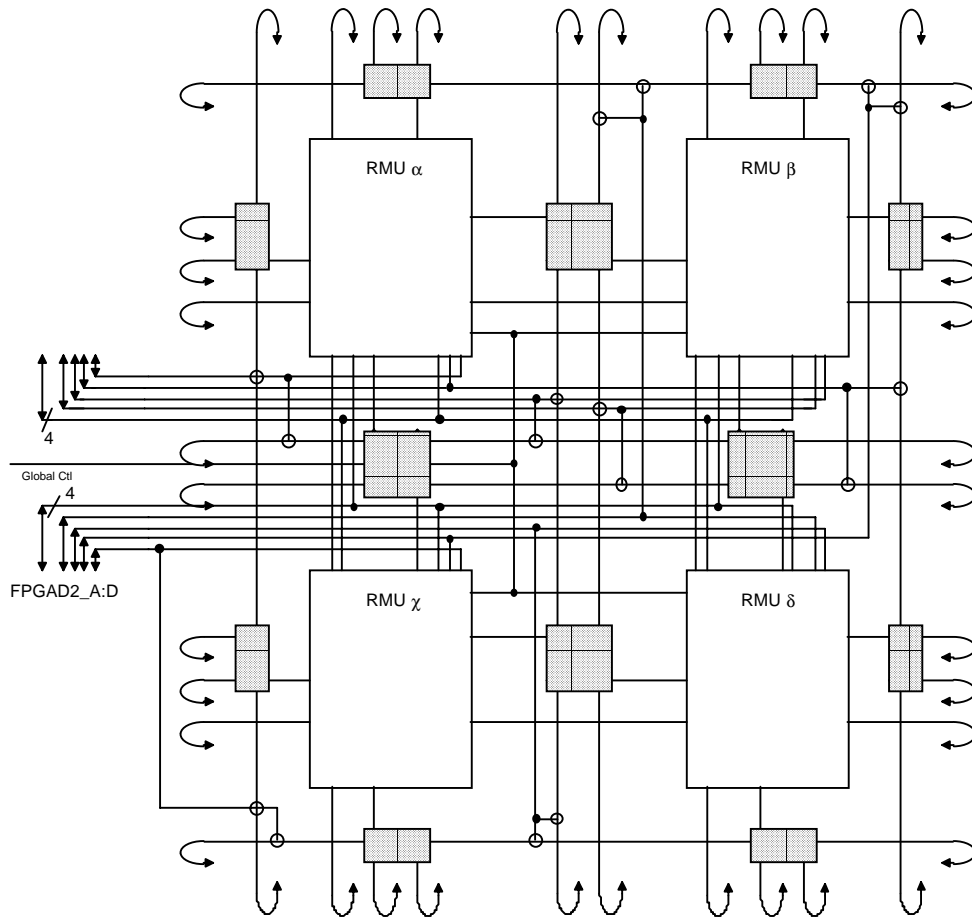 RMU α
RMU β
4
Global Ctl
4
FPGAD2_A:D
RMU χ
RMU δ